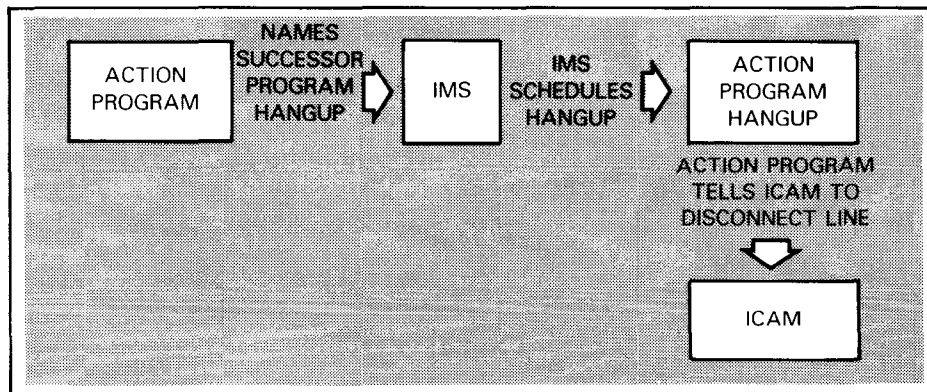 ACTION
PROGRAM
NAMES
SUCCESSOR
PROGRAM
HANGUP
IMS
IMS
SCHEDULES
HANGUP
ACTION
PROGRAM
HANGUP
ACTION PROGRAM
TELLS ICAM TO
DISCONNECT LINE
ICAM